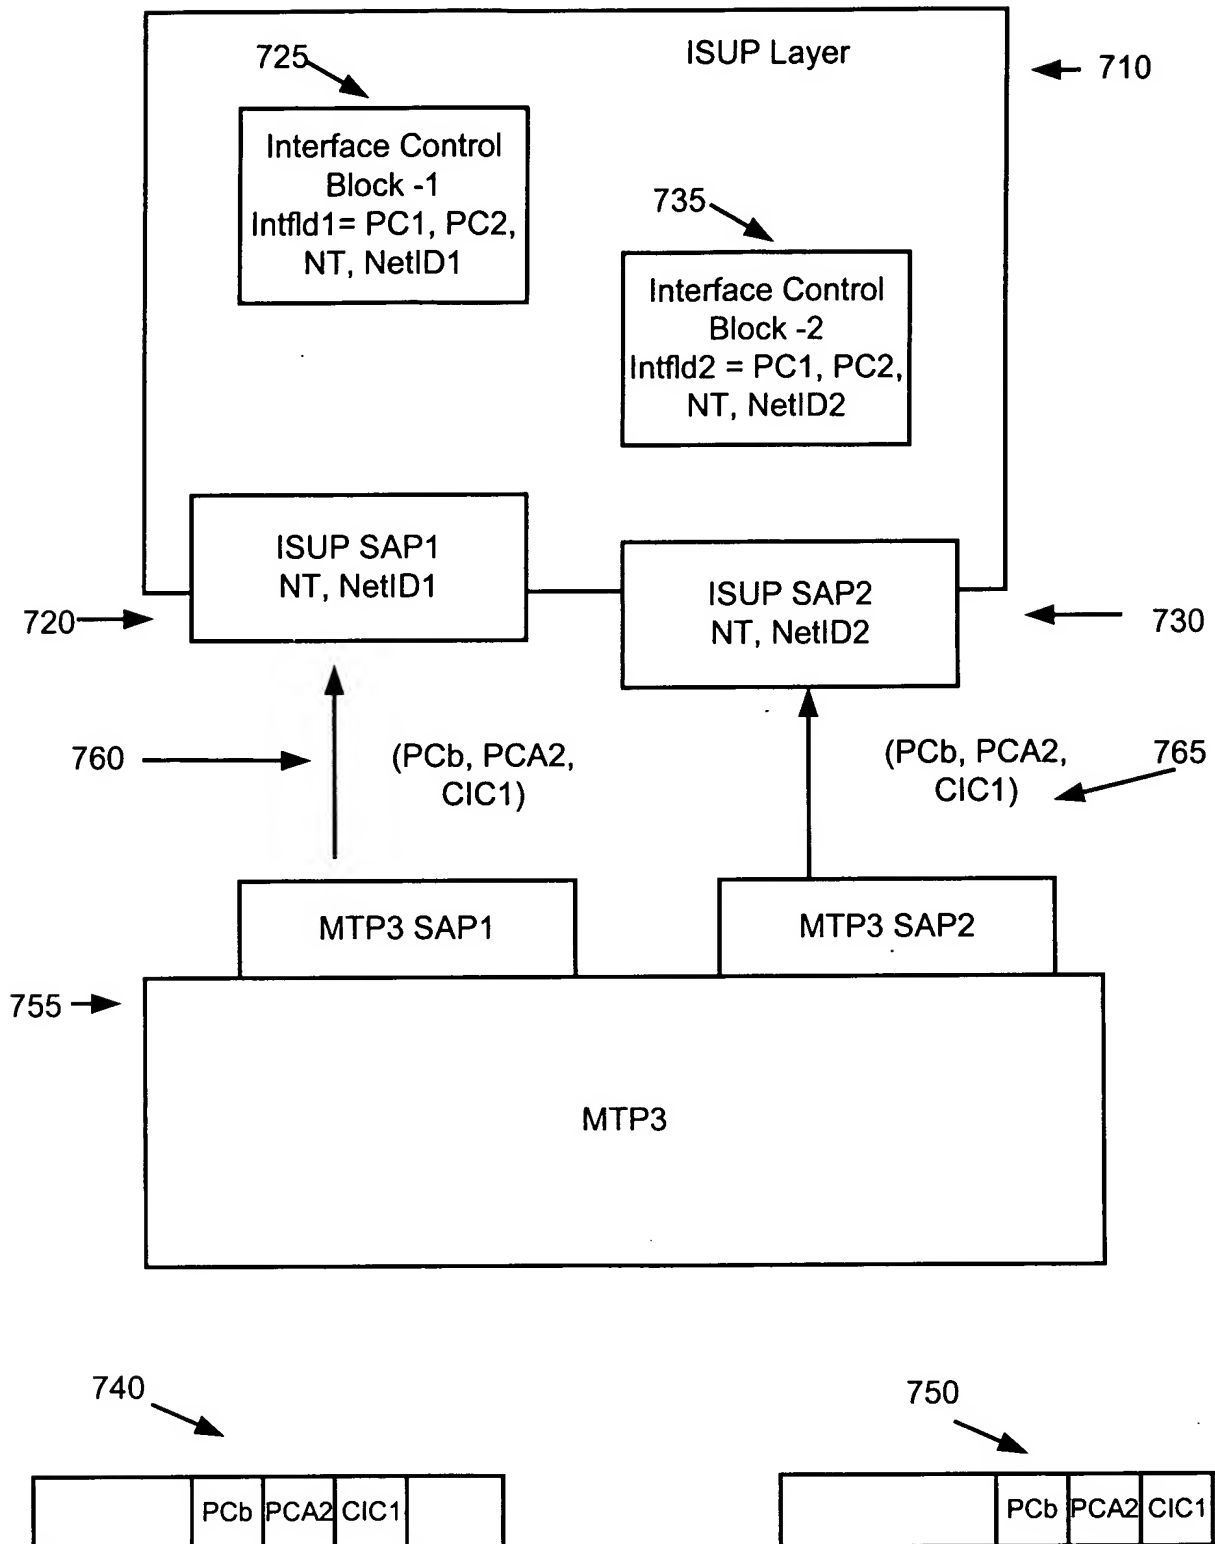 ISUP Layer
710
725
Interface Control
Block -1
Intfld1= PC1, PC2,
NT, NetID1
735
Interface Control
Block -2
Intfld2 = PC1, PC2,
NT, NetID2
ISUP SAP1
NT, NetID1
720
ISUP SAP2
NT, NetID2
730
760
(PCb, PCA2,
CIC1)
(PCb, PCA2,
CIC1)
765
MTP3 SAP1
MTP3 SAP2
755
MTP3
740
750
PCb PCA2 CIC1
PCb PCA2 CIC1